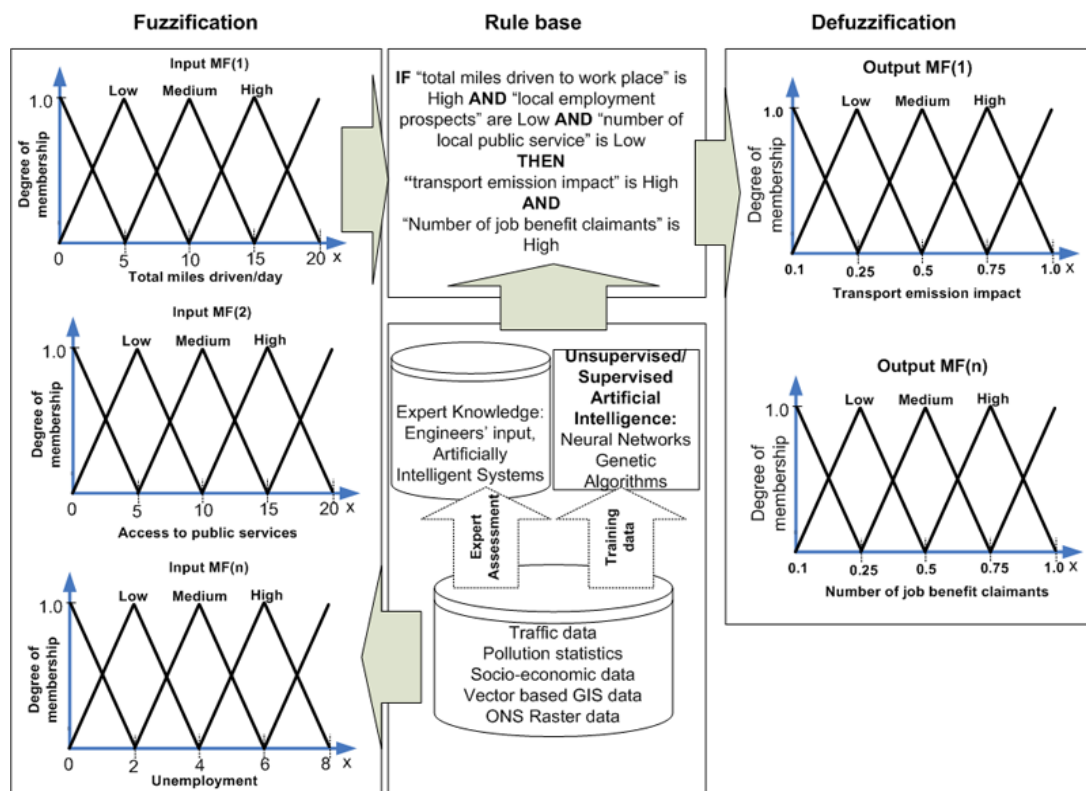 Fuzzification
Input MF(1)
Low Medium High
1.0
Degree of
membership
0 5 10 15 20 x
Total miles driven/day
Input MF(2)
Low Medium High
1.0
Degree of
membership
0 5 10 15 20 x
Access to public services
Input MF(n)
Low Medium High
1.0
Degree of
membership
0 2 4 6 8 x
Unemployment
Rule base
IF “total miles driven to work place” is
High AND “local employment
prospects” are Low AND “number of
local public service” is Low
THEN
“transport emission impact” is High
AND
“Number of job benefit claimants” is
High
Expert Knowledge:
Engineers’ input,
Artificially
Intelligent Systems
Unsupervised/
Supervised
Artificial
Intelligence:
Neural Networks
Genetic
Algorithms
Expert
Assessment
Training
data
Traffic data
Pollution statistics
Socio-economic data
Vector based GIS data
ONS Raster data
Defuzzification
Output MF(1)
Low Medium High
1.0
Degree of
membership
0.1 0.25 0.5 0.75 1.0 x
Transport emission impact
Output MF(n)
Low Medium High
1.0
Degree of
membership
0.1 0.25 0.5 0.75 1.0 x
Number of job benefit claimants